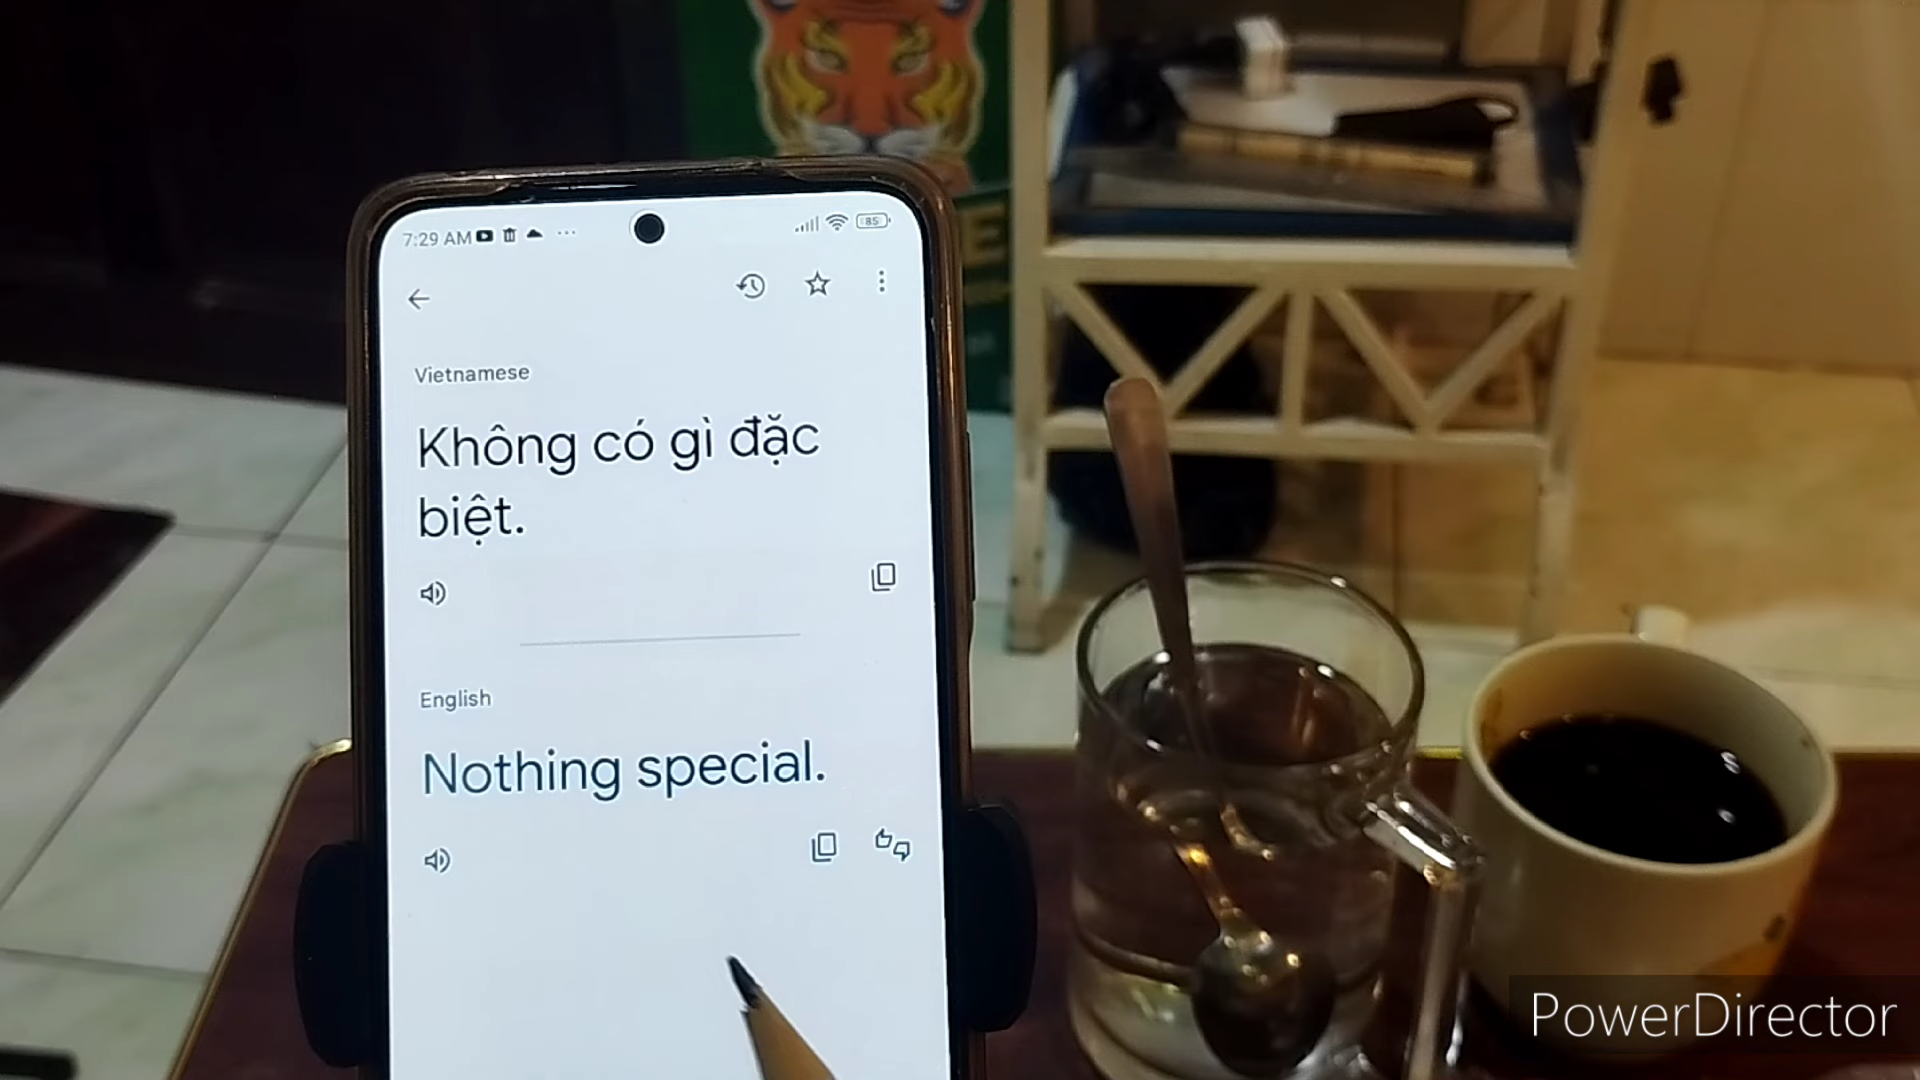 7:29 AM
85
Vietnamese
Không có gì đặc
biệt.
English
Nothing special.
E
PowerDirector